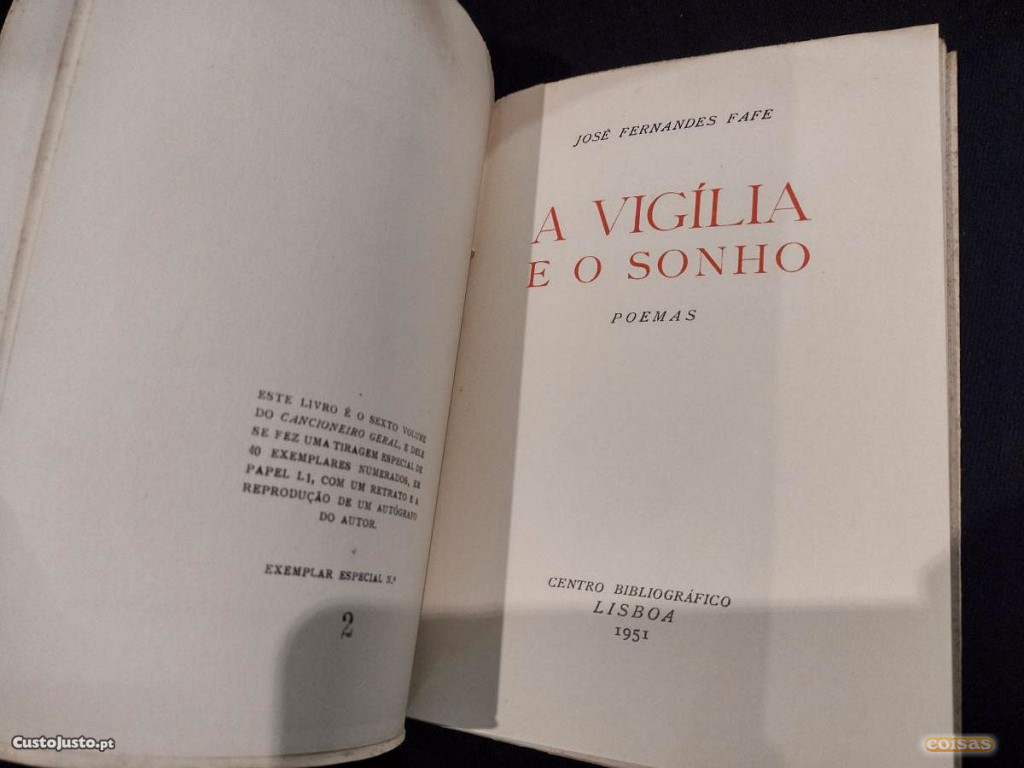 ESTE LIVRO É O SEXTO VOLUME
DO CANCIONEIRO GERAL, E DELE
SE FEZ UMA TIRAGEM ESPECIAL DE
40 EXEMPLARES NUMERADOS, EM
PAPEL LJ, COM UM RETRATO E A
REPRODUÇÃO DE UM AUTÓGRAFO
DO AUTOR.
EXEMPLAR ESPECIAL N.º
2
JOSÉ FERNANDES FAFE
A VIGÍLIA
E O SONHO
POEMAS
CENTRO BIBLIOGRÁFICO
LISBOA
1951
CustoJusto.pt
coisas